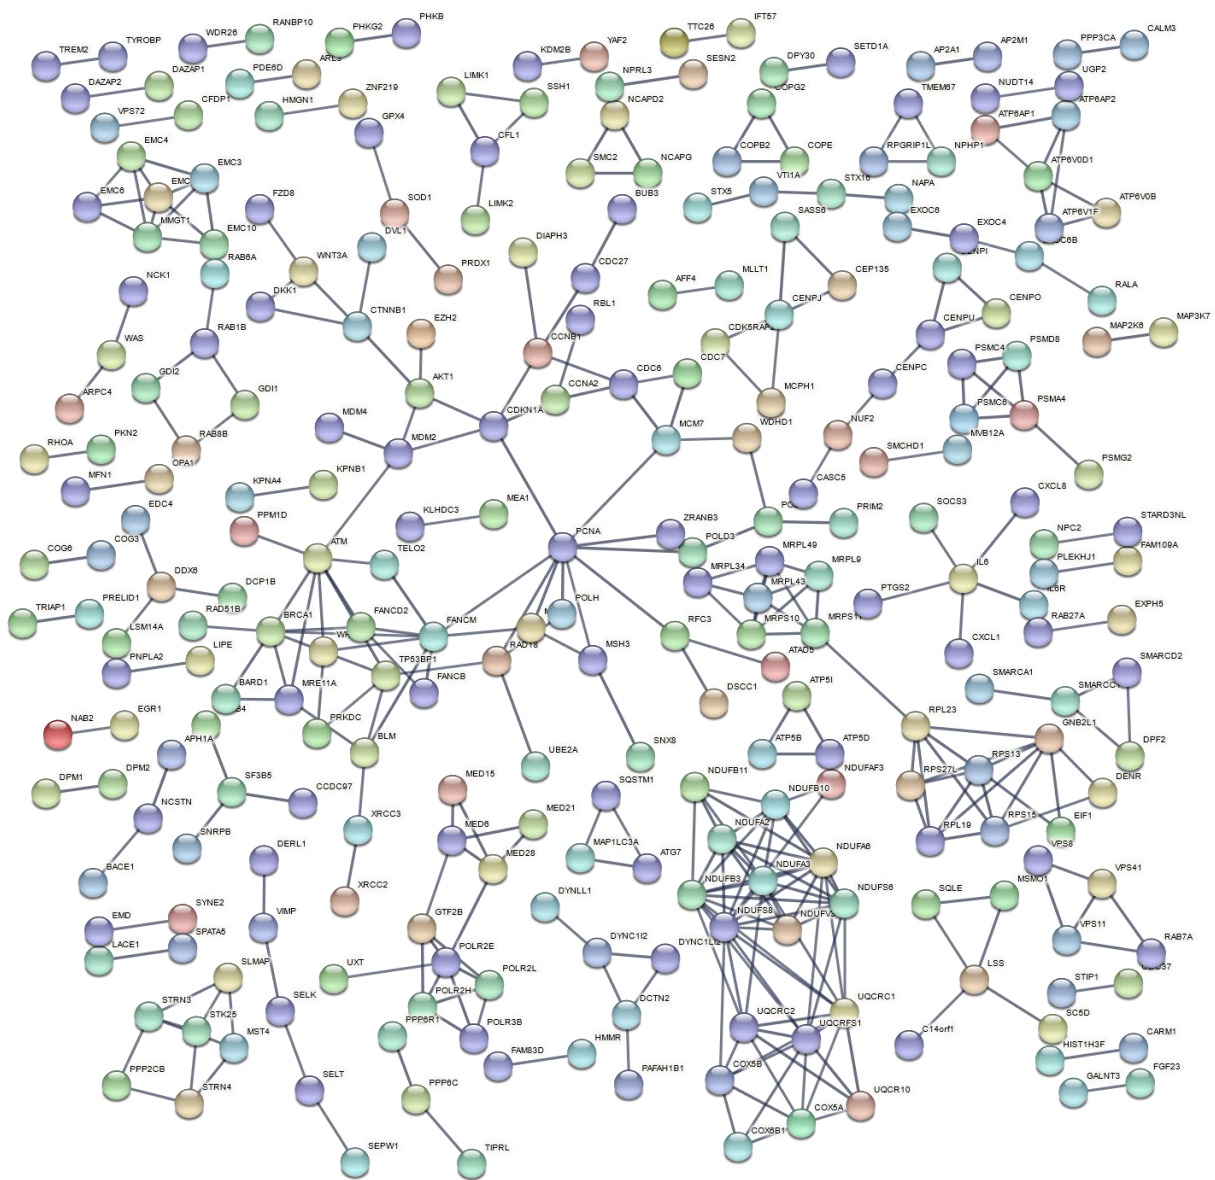 TREM2
TYROBP
WDR26
RANBP10
PHKG2
PHKB
TTC26
IFT57
KDM2B
YAF2
DPY30
SETD1A
AP2A1
AP2M1
PPP3CA
CALM3
DAZAP2
DAZAP1
PDE6D
NPRL3
SESN2
NUDT14
UGP2
VPS72
CFDP1
HMGN1
ZNF219
LIMK1
SSH1
CFL1
LIMK2
GPX4
SOD1
PRDX1
NCAPD2
SMC2
NCAPG
COPG2
COPB2
COPE
TMEM67
RPGRIP1L
NPHP1
ATP6AP1
ATP6AP2
ATP6V0D1
ATP6V0B
ATP6V1F
EMC4
EMC3
EMC
EMC6
MMGT1
EMC10
FZD8
WNT3A
DVL1
DKK1
CTNNB1
BUB3
CDC27
DIAPH3
RBL1
CCNB1
STX5
VTI1A
STX16
NAPA
EXOC6
EXOC4
RALA
SASS6
CEP135
CENPJ
MCPH1
AFF4
MLLT1
CENPO
CENPU
CENPC
NUF2
CASC5
MAP2K6
MAP3K7
PSMC4
PSMD8
PSMC6
PSMA4
PSMG2
MVB12A
SMCHD1
RAB6A
RAB1B
GDI2
GDI1
RAB8B
NCK1
WAS
ARPC4
RHOA
PKN2
MFN1
OPA1
EZH2
AKT1
MDM4
MDM2
CDKN1A
CCNA2
CDC6
CDC7
MCM7
WDHD1
KPNA4
KPNB1
KLHDC3
MEA1
PCNA
ZRANB3
POLD3
PRIM2
EDC4
COG6
COG3
DDX6
DCP1B
LSM14A
TRIAP1
PRELID1
PNPLA2
LIPE
PPM1D
ATM
TELO2
RAD51B
BRCA1
FANCD2
FANCM
POLH
TP53BP1
RAD18
MSH3
FANCB
BARD1
MRE11A
PRKDC
BLM
UBE2A
SNX8
RFC3
ATAD5
DSCC1
MRPL49
MRPL34
MRPL9
MRPL43
MRPS10
MRPS11
SOCS3
CXCL8
IL6
PTGS2
IL6R
CXCL1
NPC2
STARD3NL
PLEKHJ1
FAM109A
RAB27A
EXPH5
SMARCA1
SMARCD2
DPF2
NAB2
EGR1
DPM1
DPM2
APH1A
NCSTN
BACE1
SF3B5
CCDC97
SNRPB
XRCC3
XRCC2
ATP5I
ATP5B
ATP5D
RPL23
GNB2L1
RPS13
RPS27L
DENR
RPL19
RPS15
EIF1
VPS8
VPS41
VPS11
RAB7A
MED15
MED6
MED21
MED28
SQSTM1
MAP1LC3A
ATG7
NDUFB11
NDUFB10
NDUFAF3
NDUFA2
NDUFA6
NDUFA3
NDUFB3
NDUFS6
NDUFS8
UQCRC1
UQCRC2
UQCRFS1
COX5B
COX5A
UQCR10
COX6B1
DERL1
VIMP
SELK
SELT
SEPW1
EMD
SYNE2
LACE1
SPATA5
SLMAP
STRN3
STK25
MST4
PPP2CB
STRN4
GTF2B
UXT
POLR2E
POLR2L
POLR2H
POLR3B
PPP6R1
PPP6C
TIPRL
DYNLL1
DYNC1I2
DYNC1LI2
DCTN2
PAFAH1B1
FAM83D
HMMR
SQLE
MSMO1
LSS
SC5D
C14orf1
STIP1
HIST1H3F
CARM1
GALNT3
FGF23